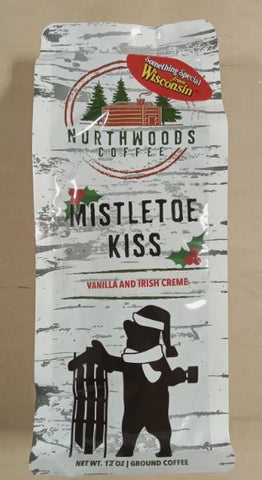 Something Special
from
Wisconsin
NORTHWOODS
COFFEE
MISTLETOE
KISS
VANILLA AND IRISH CREME
NET WT. 12 OZ | GROUND COFFEE